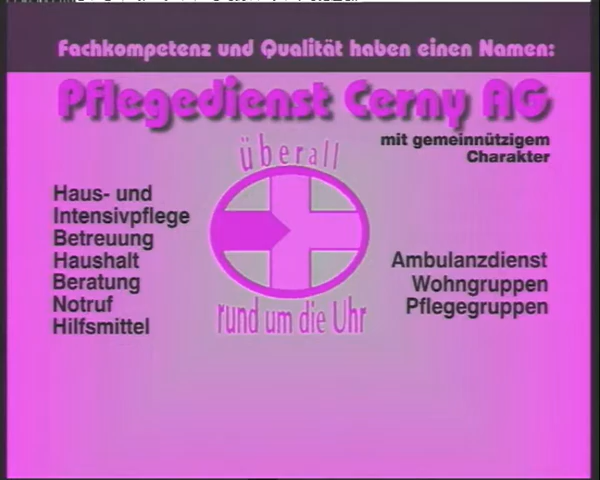 Fachkompetenz und Qualität haben einen Namen:
Pflegedienst Cerny AG
mit gemeinnützigem
Charakter
überall
Haus- und
Intensivpflege
Betreuung
Haushalt
Beratung
Notruf
Hilfsmittel
Ambulanzdienst
Wohngruppen
Pflegegruppen
rund um die Uhr